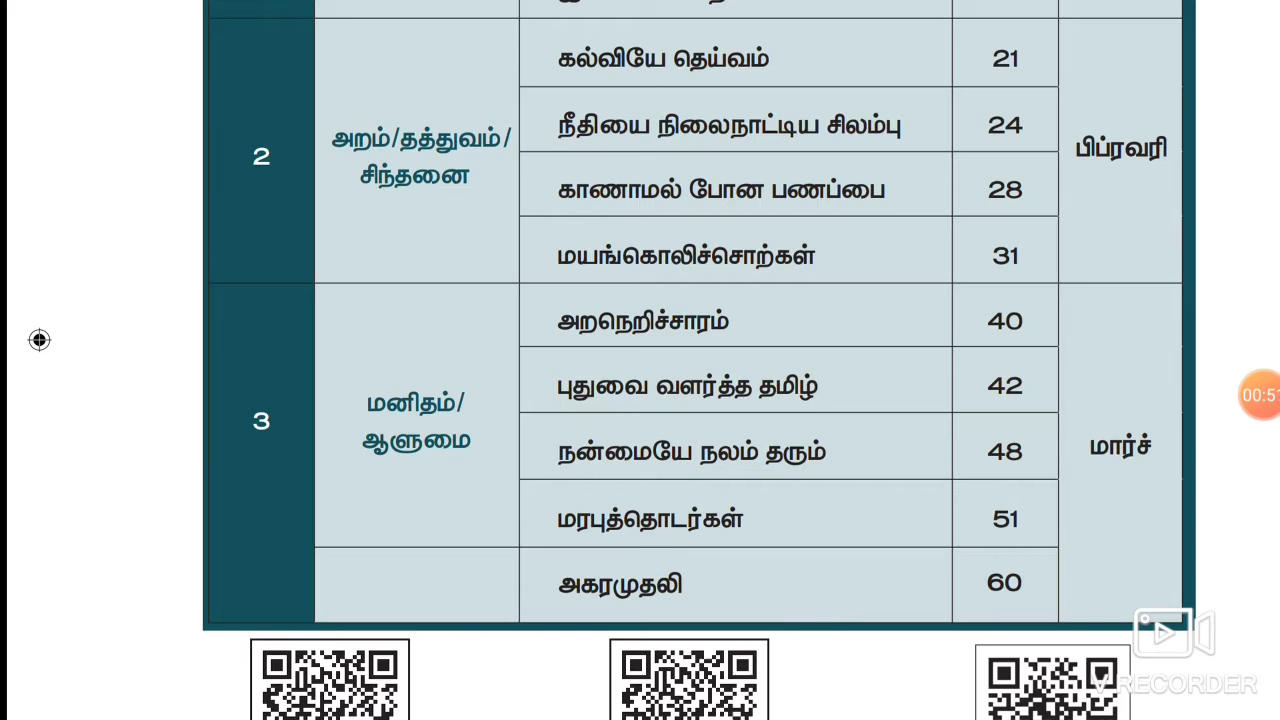 கல்வியே தெய்வம் 21
நீதியை நிலைநாட்டிய சிலம்பு 24
2 அறம்/தத்துவம்/ பிப்ரவரி
சிந்தனை
காணாமல் போன பணப்பை 28
மயங்கொலிச்சொற்கள் 31
அறநெறிச்சாரம் 40
புதுவை வளர்த்த தமிழ் 42
3 மனிதம்/ மார்ச்
ஆளுமை
நன்மையே நலம் தரும் 48
மரபுத்தொடர்கள் 51
அகரமுதலி 60
V RECORDER